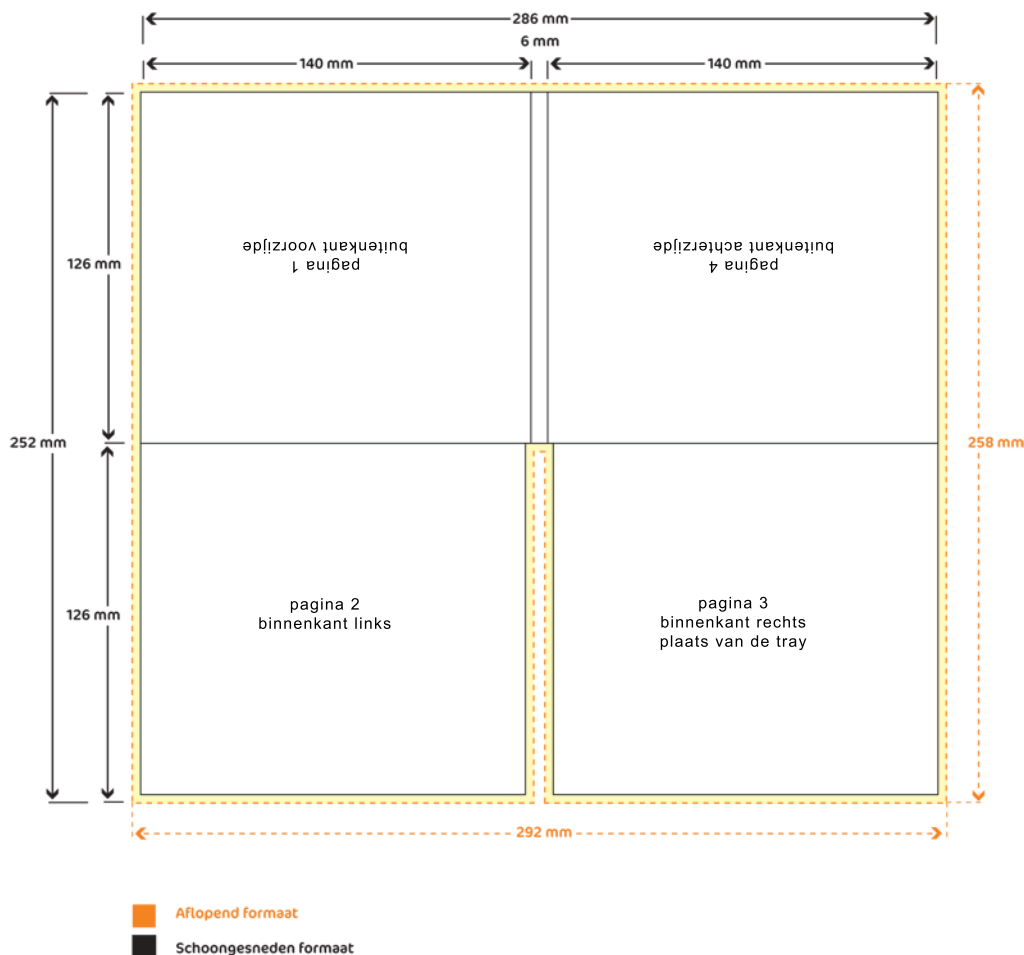 286 mm
6 mm
140 mm
140 mm
pagina 1
buitenkant voorzijde
pagina 4
buitenkant achterzijde
126 mm
252 mm
258 mm
126 mm
pagina 2
binnenkant links
pagina 3
binnenkant rechts
plaats van de tray
292 mm
Aflopend formaat
Schoongesneden formaat